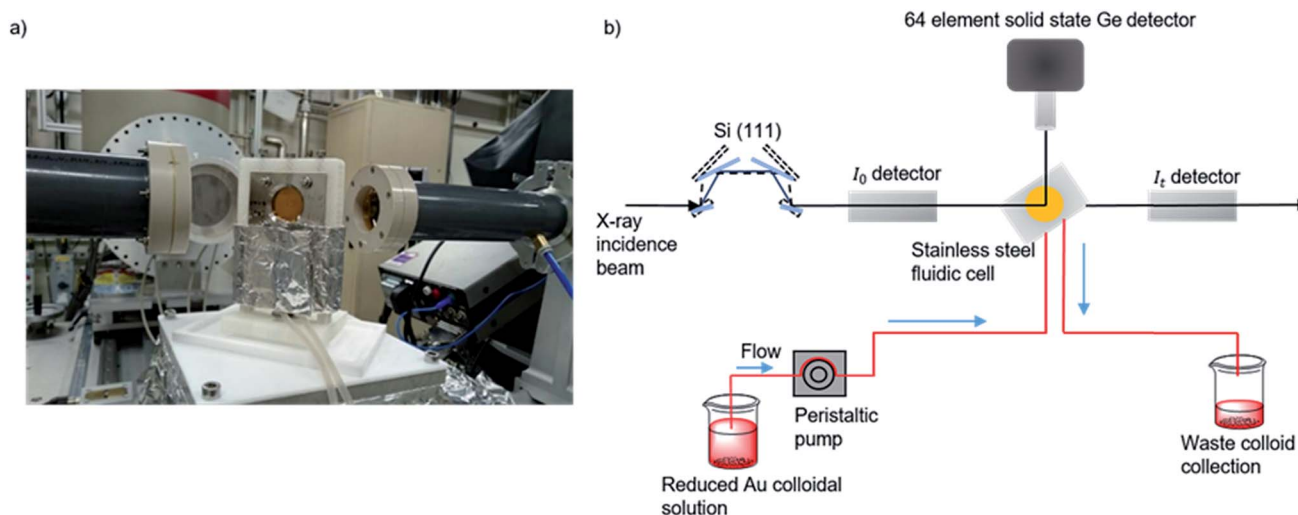 a)
b)
64 element solid state Ge detector
Si (111)
I₀ detector
Iₜ detector
X-ray
incidence
beam
Stainless steel
fluidic cell
Flow
Peristaltic
pump
Reduced Au colloidal
solution
Waste colloid
collection